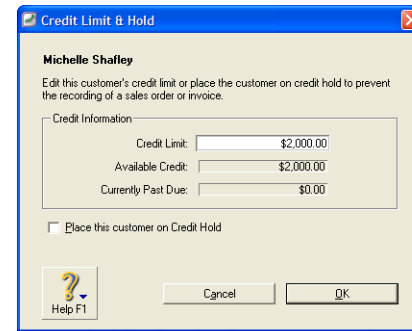 Credit Limit & Hold
Michelle Shafley
Edit this customer's credit limit or place the customer on credit hold to prevent
the recording of a sales order or invoice.
Credit Information
Credit Limit: $2,000.00
Available Credit: $2,000.00
Currently Past Due: $0.00
Place this customer on Credit Hold
Help F1
Cancel
OK